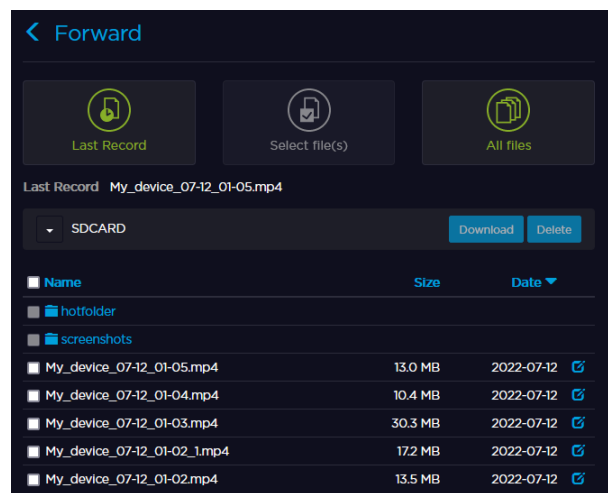 Forward
Last Record Select file(s) All files
Last Record My_device_07-12_01-05.mp4
SDCARD Download Delete
Name Size Date
hotfolder
screenshots
My_device_07-12_01-05.mp4 13.0 MB 2022-07-12
My_device_07-12_01-04.mp4 10.4 MB 2022-07-12
My_device_07-12_01-03.mp4 30.3 MB 2022-07-12
My_device_07-12_01-02_1.mp4 17.2 MB 2022-07-12
My_device_07-12_01-02.mp4 13.5 MB 2022-07-12